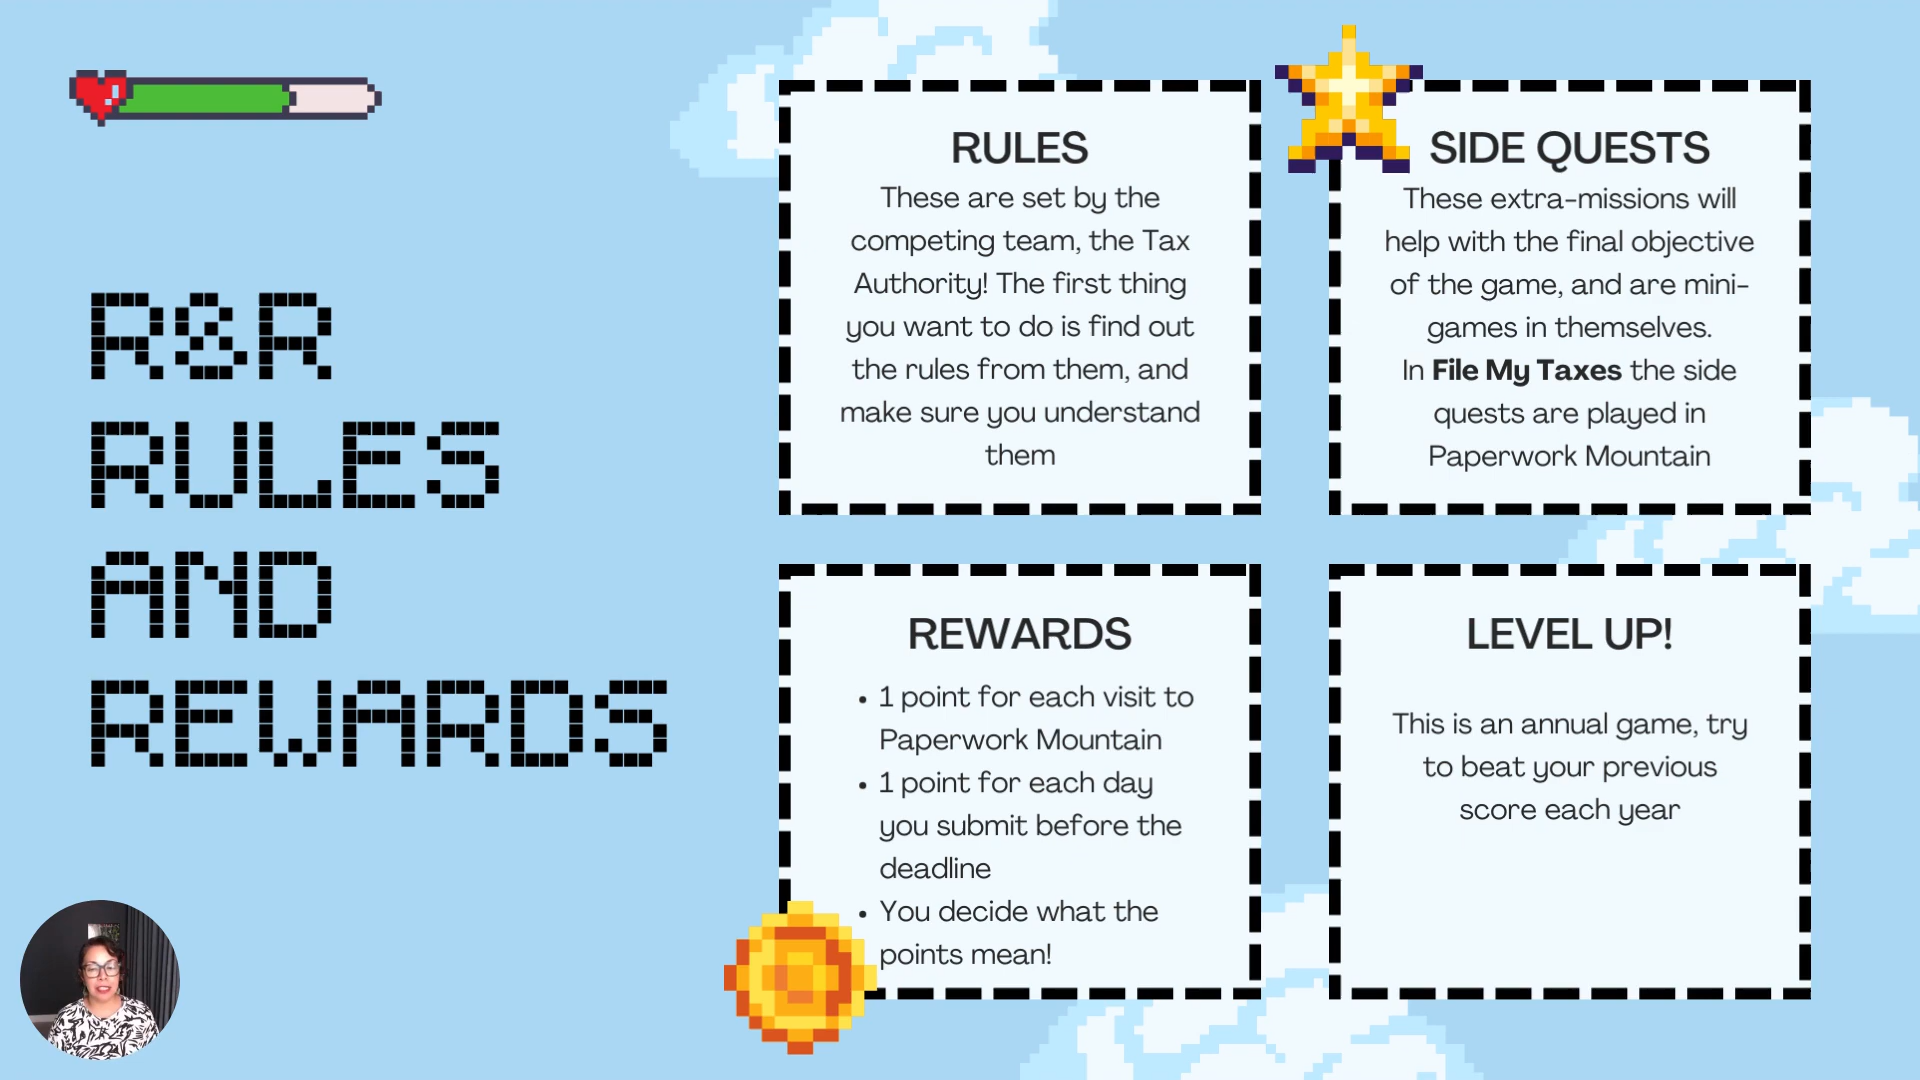 R&R
RULES
AND
REWARDS
RULES
These are set by the
competing team, the Tax
Authority! The first thing
you want to do is find out
the rules from them, and
make sure you understand
them
SIDE QUESTS
These extra-missions will
help with the final objective
of the game, and are mini-
games in themselves.
In File My Taxes the side
quests are played in
Paperwork Mountain
REWARDS
• 1 point for each visit to
Paperwork Mountain
• 1 point for each day
you submit before the
deadline
• You decide what the
points mean!
LEVEL UP!
This is an annual game, try
to beat your previous
score each year